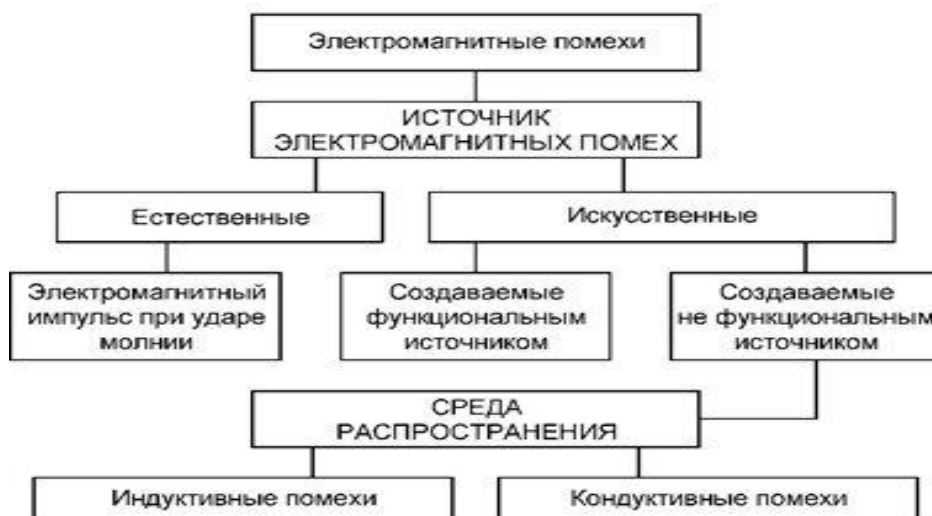 Электромагнитные помехи
ИСТОЧНИК
ЭЛЕКТРОМАГНИТНЫХ ПОМЕХ
Естественные
Искусственные
Электромагнитный
импульс при ударе
молнии
Создаваемые
функциональным
источником
Создаваемые
не функциональным
источником
СРЕДА
РАСПРОСТРАНЕНИЯ
Индуктивные помехи
Кондуктивные помехи